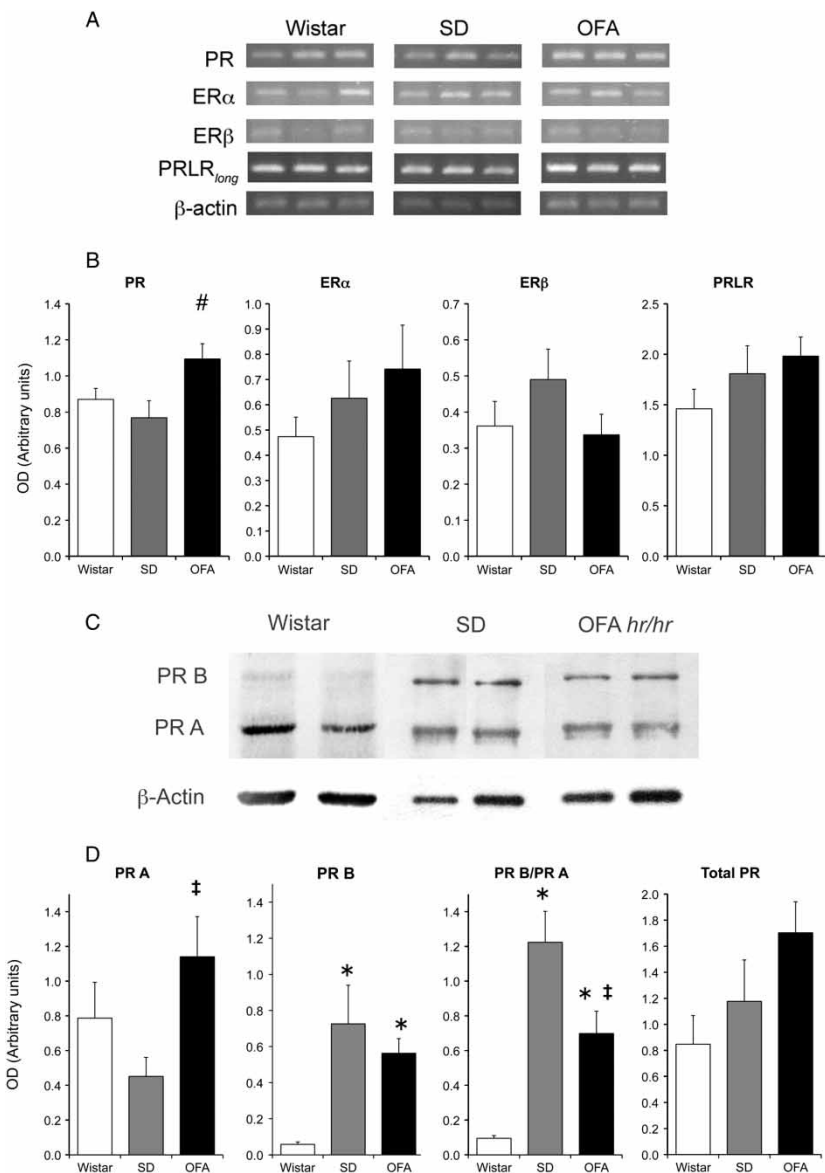 A
Wistar SD OFA
PR
ERα
ERβ
PRLRlong
β-actin
B
PR ERα ERβ PRLR
OD (Arbitrary units)
1.4
1.2
1.0
0.8
0.6
0.4
0.2
0.0
#
Wistar SD OFA
1.0
0.9
0.8
0.7
0.6
0.5
0.4
0.3
0.2
0.1
0.0
Wistar SD OFA
0.7
0.6
0.5
0.4
0.3
0.2
0.1
0.0
Wistar SD OFA
2.5
2.0
1.5
1.0
0.5
0.0
Wistar SD OFA
C
Wistar SD OFA hr/hr
PR B
PR A
β-Actin
D
PR A PR B PR B/PR A Total PR
OD (Arbitrary units)
1.4
1.2
1.0
0.8
0.6
0.4
0.2
0.0
‡
Wistar SD OFA
1.4
1.2
1.0
0.8
0.6
0.4
0.2
0.0
* *
Wistar SD OFA
1.4
1.2
1.0
0.8
0.6
0.4
0.2
0.0
*
* ‡
Wistar SD OFA
2.0
1.8
1.6
1.4
1.2
1.0
0.8
0.6
0.4
0.2
0.0
Wistar SD OFA